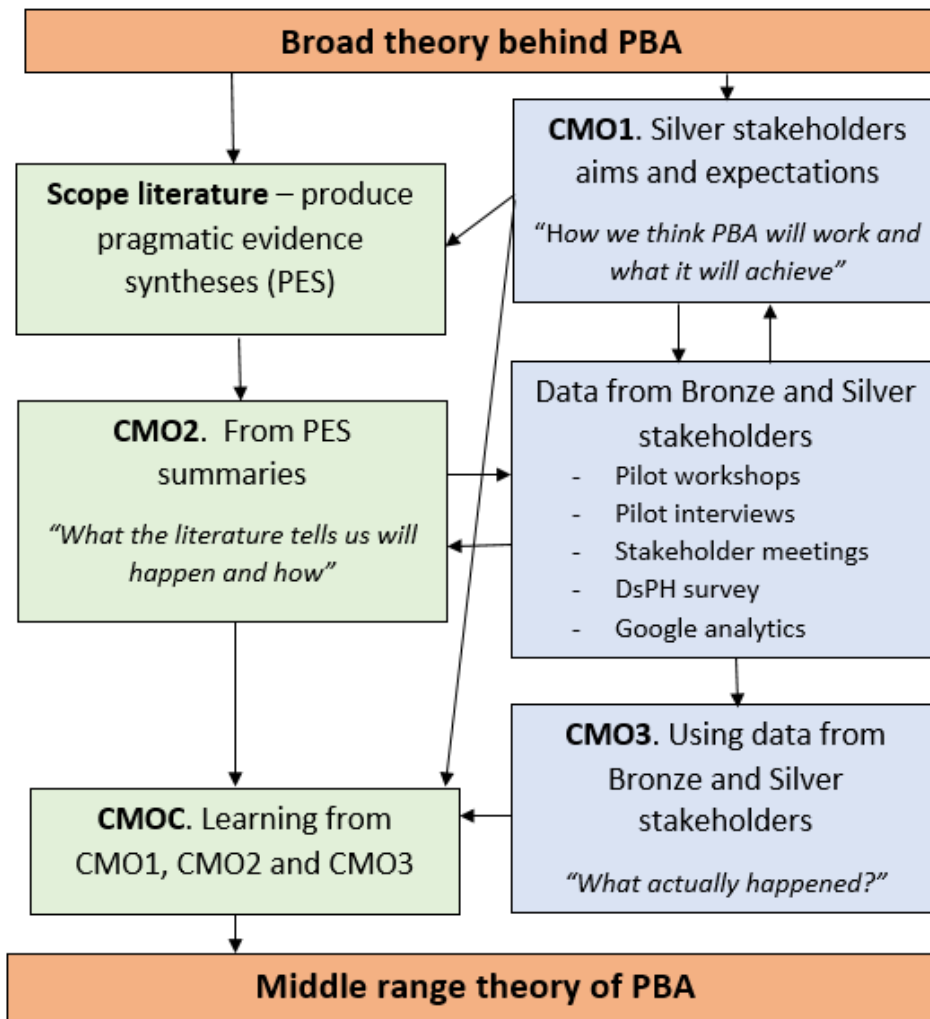 Broad theory behind PBA
CMO1. Silver stakeholders
aims and expectations
“How we think PBA will work and
what it will achieve”
Scope literature – produce
pragmatic evidence
syntheses (PES)
Data from Bronze and Silver
stakeholders
- Pilot workshops
- Pilot interviews
- Stakeholder meetings
- DsPH survey
- Google analytics
CMO2. From PES
summaries
“What the literature tells us will
happen and how”
CMO3. Using data from
Bronze and Silver
stakeholders
“What actually happened?”
CMOC. Learning from
CMO1, CMO2 and CMO3
Middle range theory of PBA